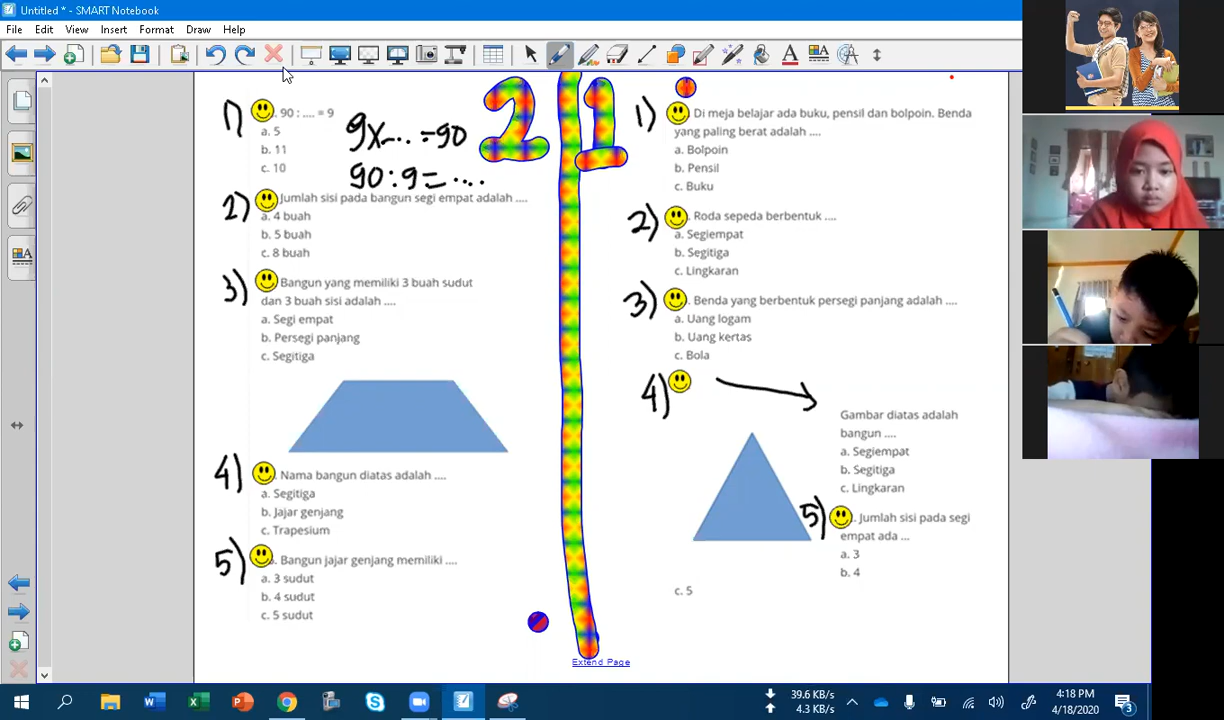 Untitled * - SMART Notebook
File Edit View Insert Format Draw Help
2 1
1) 90 : .... = 9
a. 5
b. 11
c. 10
9x.... =90
90:9=....
2) Jumlah sisi pada bangun segi empat adalah ....
a. 4 buah
b. 5 buah
c. 8 buah
3) Bangun yang memiliki 3 buah sudut
dan 3 buah sisi adalah ....
a. Segi empat
b. Persegi panjang
c. Segitiga
4) Nama bangun diatas adalah ....
a. Segitiga
b. Jajar genjang
c. Trapesium
5) Bangun jajar genjang memiliki ....
a. 3 sudut
b. 4 sudut
c. 5 sudut
1) Di meja belajar ada buku, pensil dan bolpoin. Benda
yang paling berat adalah ....
a. Bolpoin
b. Pensil
c. Buku
2) . Roda sepeda berbentuk ....
a. Segiempat
b. Segitiga
c. Lingkaran
3) . Benda yang berbentuk persegi panjang adalah ....
a. Uang logam
b. Uang kertas
c. Bola
4)
Gambar diatas adalah
bangun ....
a. Segiempat
b. Segitiga
c. Lingkaran
5) . Jumlah sisi pada segi
empat ada ...
a. 3
b. 4
c. 5
Extend Page
39.6 KB/s
4.3 KB/s
4:18 PM
4/18/2020
3